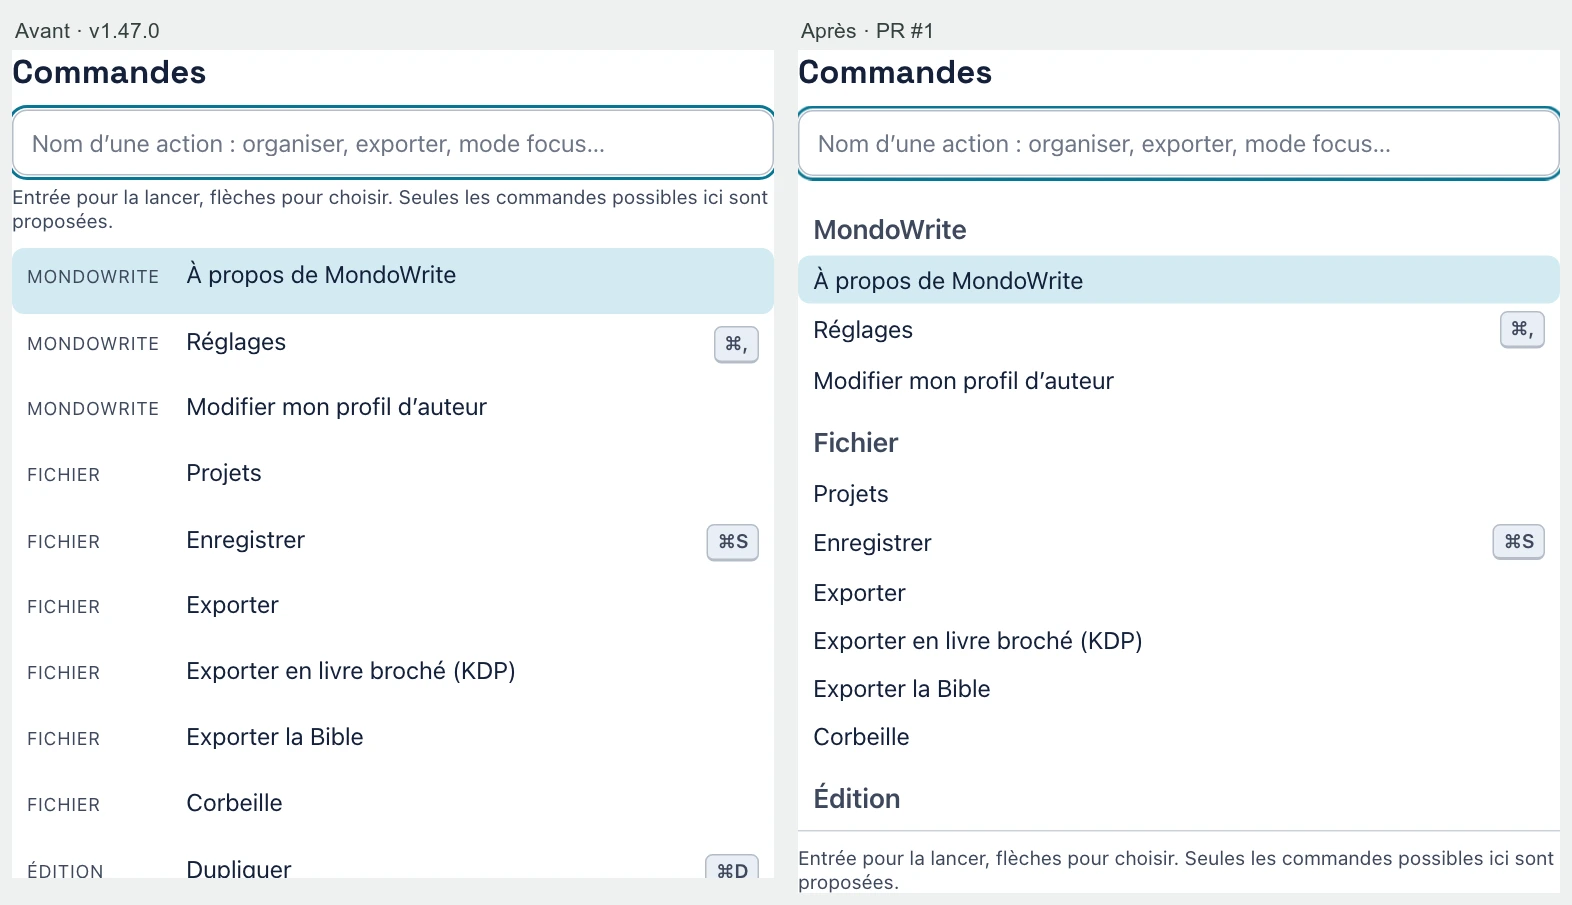 Avant · v1.47.0
Commandes
Nom d’une action : organiser, exporter, mode focus...
Entrée pour la lancer, flèches pour choisir. Seules les commandes possibles ici sont
proposées.
MONDOWRITE À propos de MondoWrite
MONDOWRITE Réglages ⌘,
MONDOWRITE Modifier mon profil d’auteur
FICHIER Projets
FICHIER Enregistrer ⌘S
FICHIER Exporter
FICHIER Exporter en livre broché (KDP)
FICHIER Exporter la Bible
FICHIER Corbeille
ÉDITION Dupliquer ⌘D
Après · PR #1
Commandes
Nom d’une action : organiser, exporter, mode focus...
MondoWrite
À propos de MondoWrite
Réglages ⌘,
Modifier mon profil d’auteur
Fichier
Projets
Enregistrer ⌘S
Exporter
Exporter en livre broché (KDP)
Exporter la Bible
Corbeille
Édition
Entrée pour la lancer, flèches pour choisir. Seules les commandes possibles ici sont
proposées.